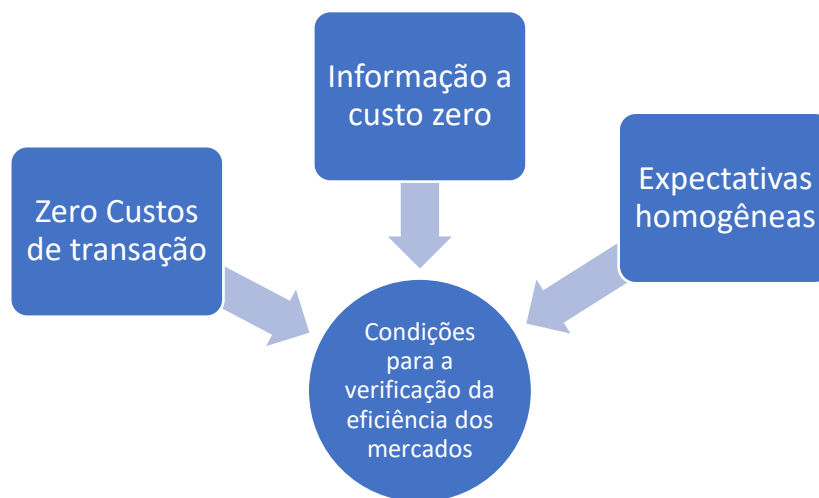 Informação a
custo zero
Zero Custos
de transação
Expectativas
homogêneas
Condições
para a
verificação da
eficiência dos
mercados